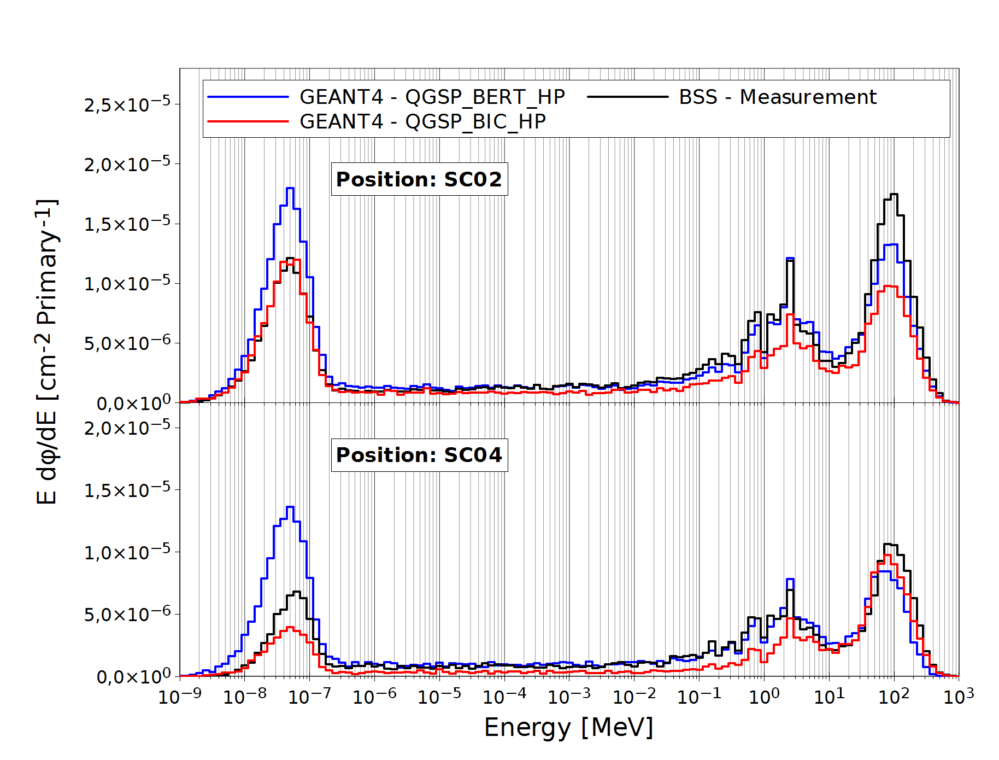 GEANT4 - QGSP_BERT_HP
BSS - Measurement
GEANT4 - QGSP_BIC_HP
2,5×10⁻⁵
2,0×10⁻⁵
1,5×10⁻⁵
1,0×10⁻⁵
5,0×10⁻⁶
0,0×10⁰
Position: SC02
E dφ/dE [cm⁻² Primary⁻¹]
2,0×10⁻⁵
1,5×10⁻⁵
1,0×10⁻⁵
5,0×10⁻⁶
0,0×10⁰
Position: SC04
10⁻⁹ 10⁻⁸ 10⁻⁷ 10⁻⁶ 10⁻⁵ 10⁻⁴ 10⁻³ 10⁻² 10⁻¹ 10⁰ 10¹ 10² 10³
Energy [MeV]